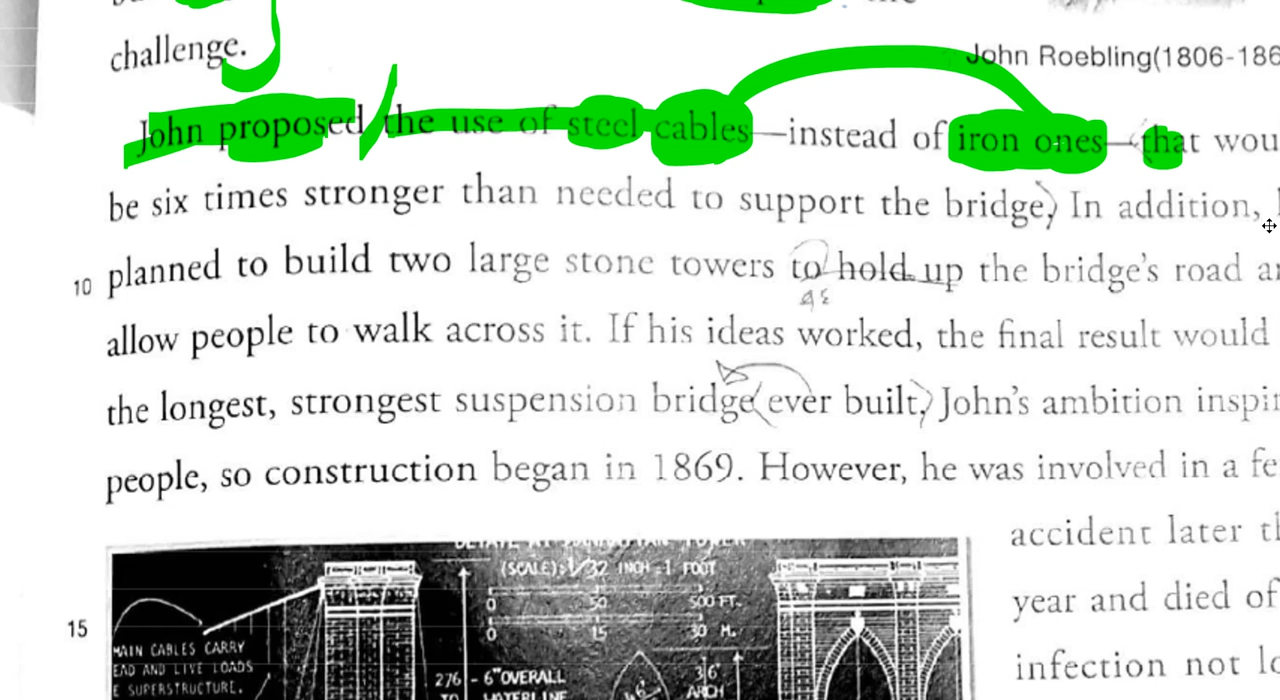 challenge.
John Roebling(1806-186
John proposed the use of steel cables—instead of iron ones—that wou
be six times stronger than needed to support the bridge. In addition,
planned to build two large stone towers to hold up the bridge's road
allow people to walk across it. If his ideas worked, the final result would
the longest, strongest suspension bridge ever built. John's ambition inspir
people, so construction began in 1869. However, he was involved in a fe
10
accident later th
year and died of
infection not lo
15
(SCALE): 1/32 INCH=1 FOOT
0 50 500 FT.
0 15 30 M.
MAIN CABLES CARRY
EAD AND LIVE LOADS
E SUPERSTRUCTURE.
276 - 6" OVERALL
TO WATERLINE
ARCH